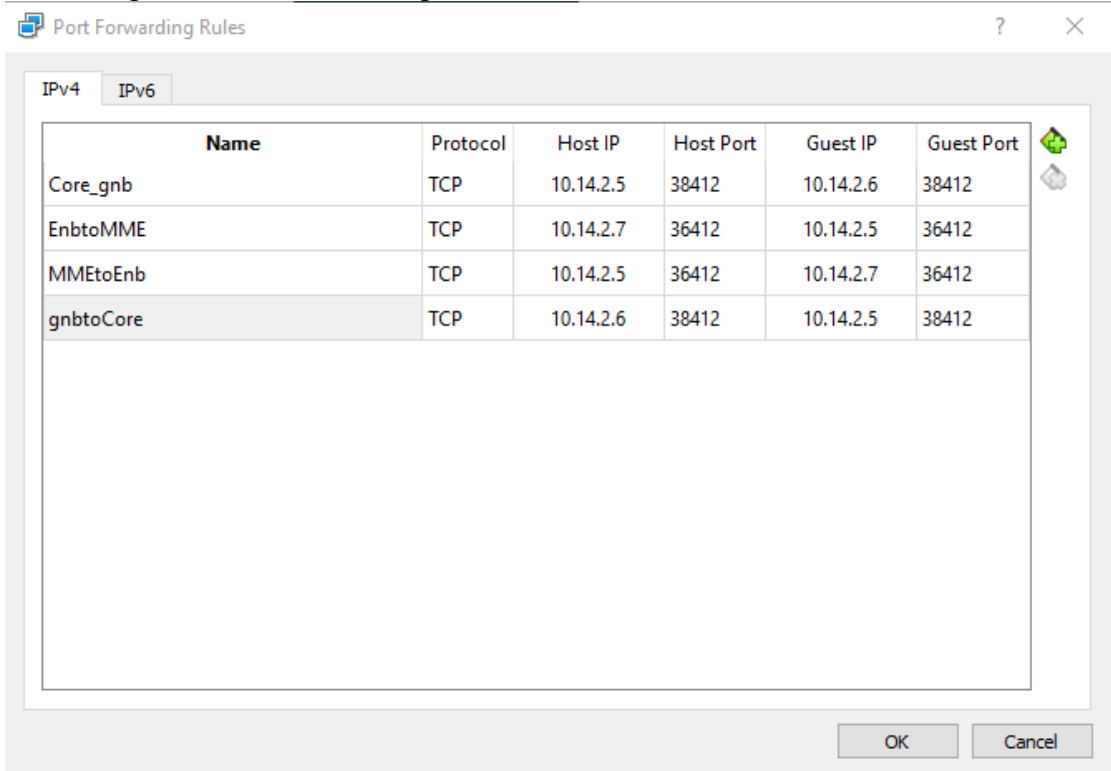 Port Forwarding Rules ?
IPv4 IPv6
Name Protocol Host IP Host Port Guest IP Guest Port
Core_gnb TCP 10.14.2.5 38412 10.14.2.6 38412
EnbtoMME TCP 10.14.2.7 36412 10.14.2.5 36412
MMEtoEnb TCP 10.14.2.5 36412 10.14.2.7 36412
gnbtoCore TCP 10.14.2.6 38412 10.14.2.5 38412
OK Cancel